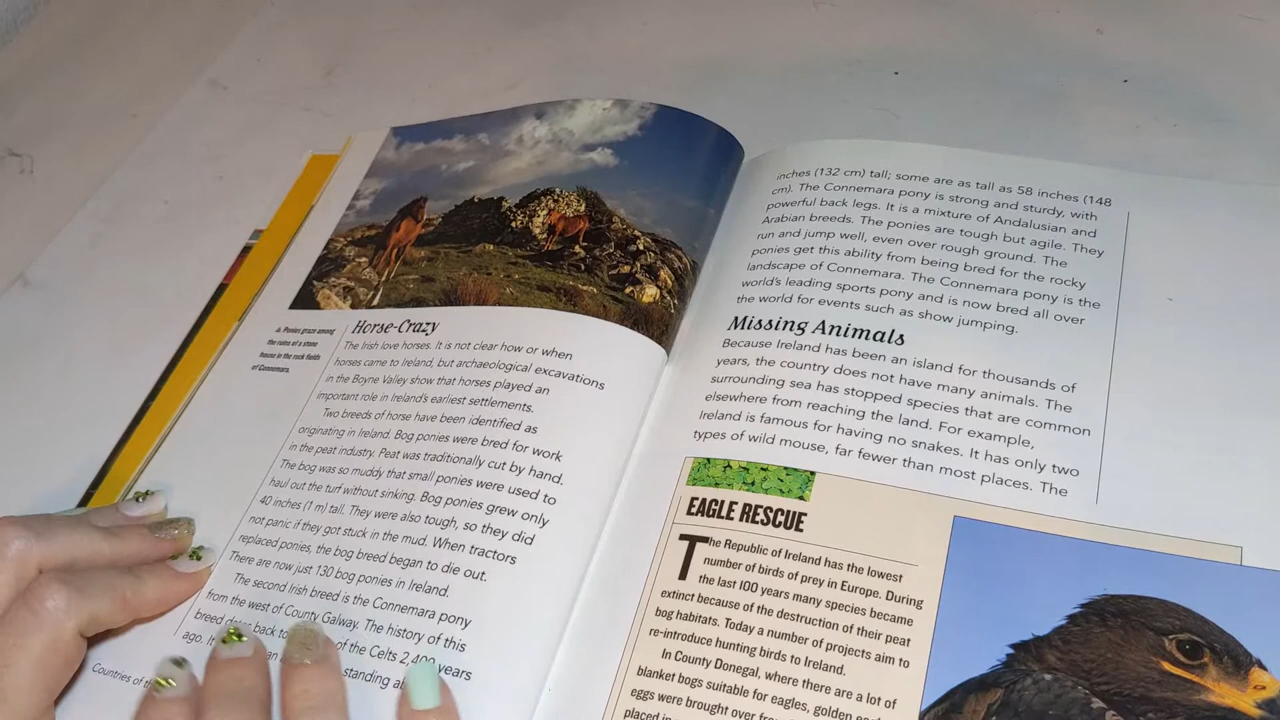 Ponies graze among
the ruins of a stone
house in the rock fields
of Connemara.
Horse-Crazy
The Irish love horses. It is not clear how or when
horses came to Ireland, but archaeological excavations
in the Boyne Valley show that horses played an
important role in Ireland's earliest settlements.
Two breeds of horse have been identified as
originating in Ireland. Bog ponies were bred for work
in the peat industry. Peat was traditionally cut by hand.
The bog was so muddy that small ponies were used to
haul out the turf without sinking. Bog ponies grew only
40 inches (1 m) tall. They were also tough, so they did
not panic if they got stuck in the mud. When tractors
replaced ponies, the bog breed began to die out.
There are now just 130 bog ponies in Ireland.
The second Irish breed is the Connemara pony
from the west of County Galway. The history of this
breed back to of the Celts 2,400 years
ago. It standing
Countries of
inches (132 cm) tall; some are as tall as 58 inches (148
cm). The Connemara pony is strong and sturdy, with
powerful back legs. It is a mixture of Andalusian and
Arabian breeds. The ponies are tough but agile. They
run and jump well, even over rough ground. The
ponies get this ability from being bred for the rocky
landscape of Connemara. The Connemara pony is the
world's leading sports pony and is now bred all over
the world for events such as show jumping.
Missing Animals
Because Ireland has been an island for thousands of
years, the country does not have many animals. The
surrounding sea has stopped species that are common
elsewhere from reaching the land. For example,
Ireland is famous for having no snakes. It has only two
types of wild mouse, far fewer than most places. The
EAGLE RESCUE
The Republic of Ireland has the lowest
number of birds of prey in Europe. During
the last 100 years many species became
extinct because of the destruction of their peat
bog habitats. Today a number of projects aim to
re-introduce hunting birds to Ireland.
In County Donegal, where there are a lot of
blanket bogs suitable for eagles, golden
eggs were brought over
placed in